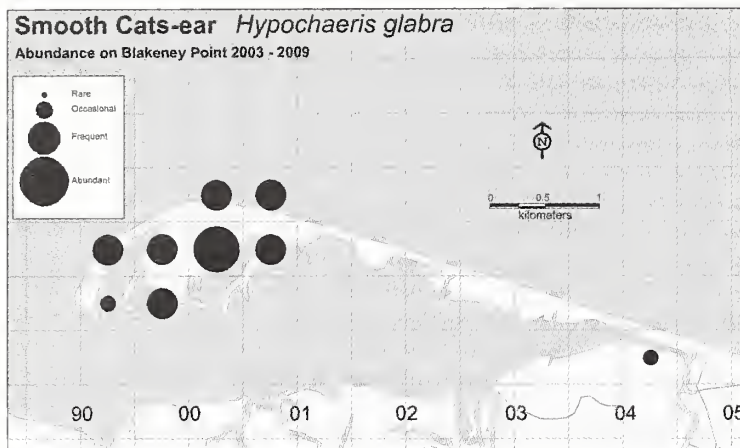 Smooth Cats-ear Hypochaeris glabra
Abundance on Blakeney Point 2003 - 2009
Rare
Occasional
Frequent
Abundant
N
0 0.5 1
kilometers
90 00 01 02 03 04 05